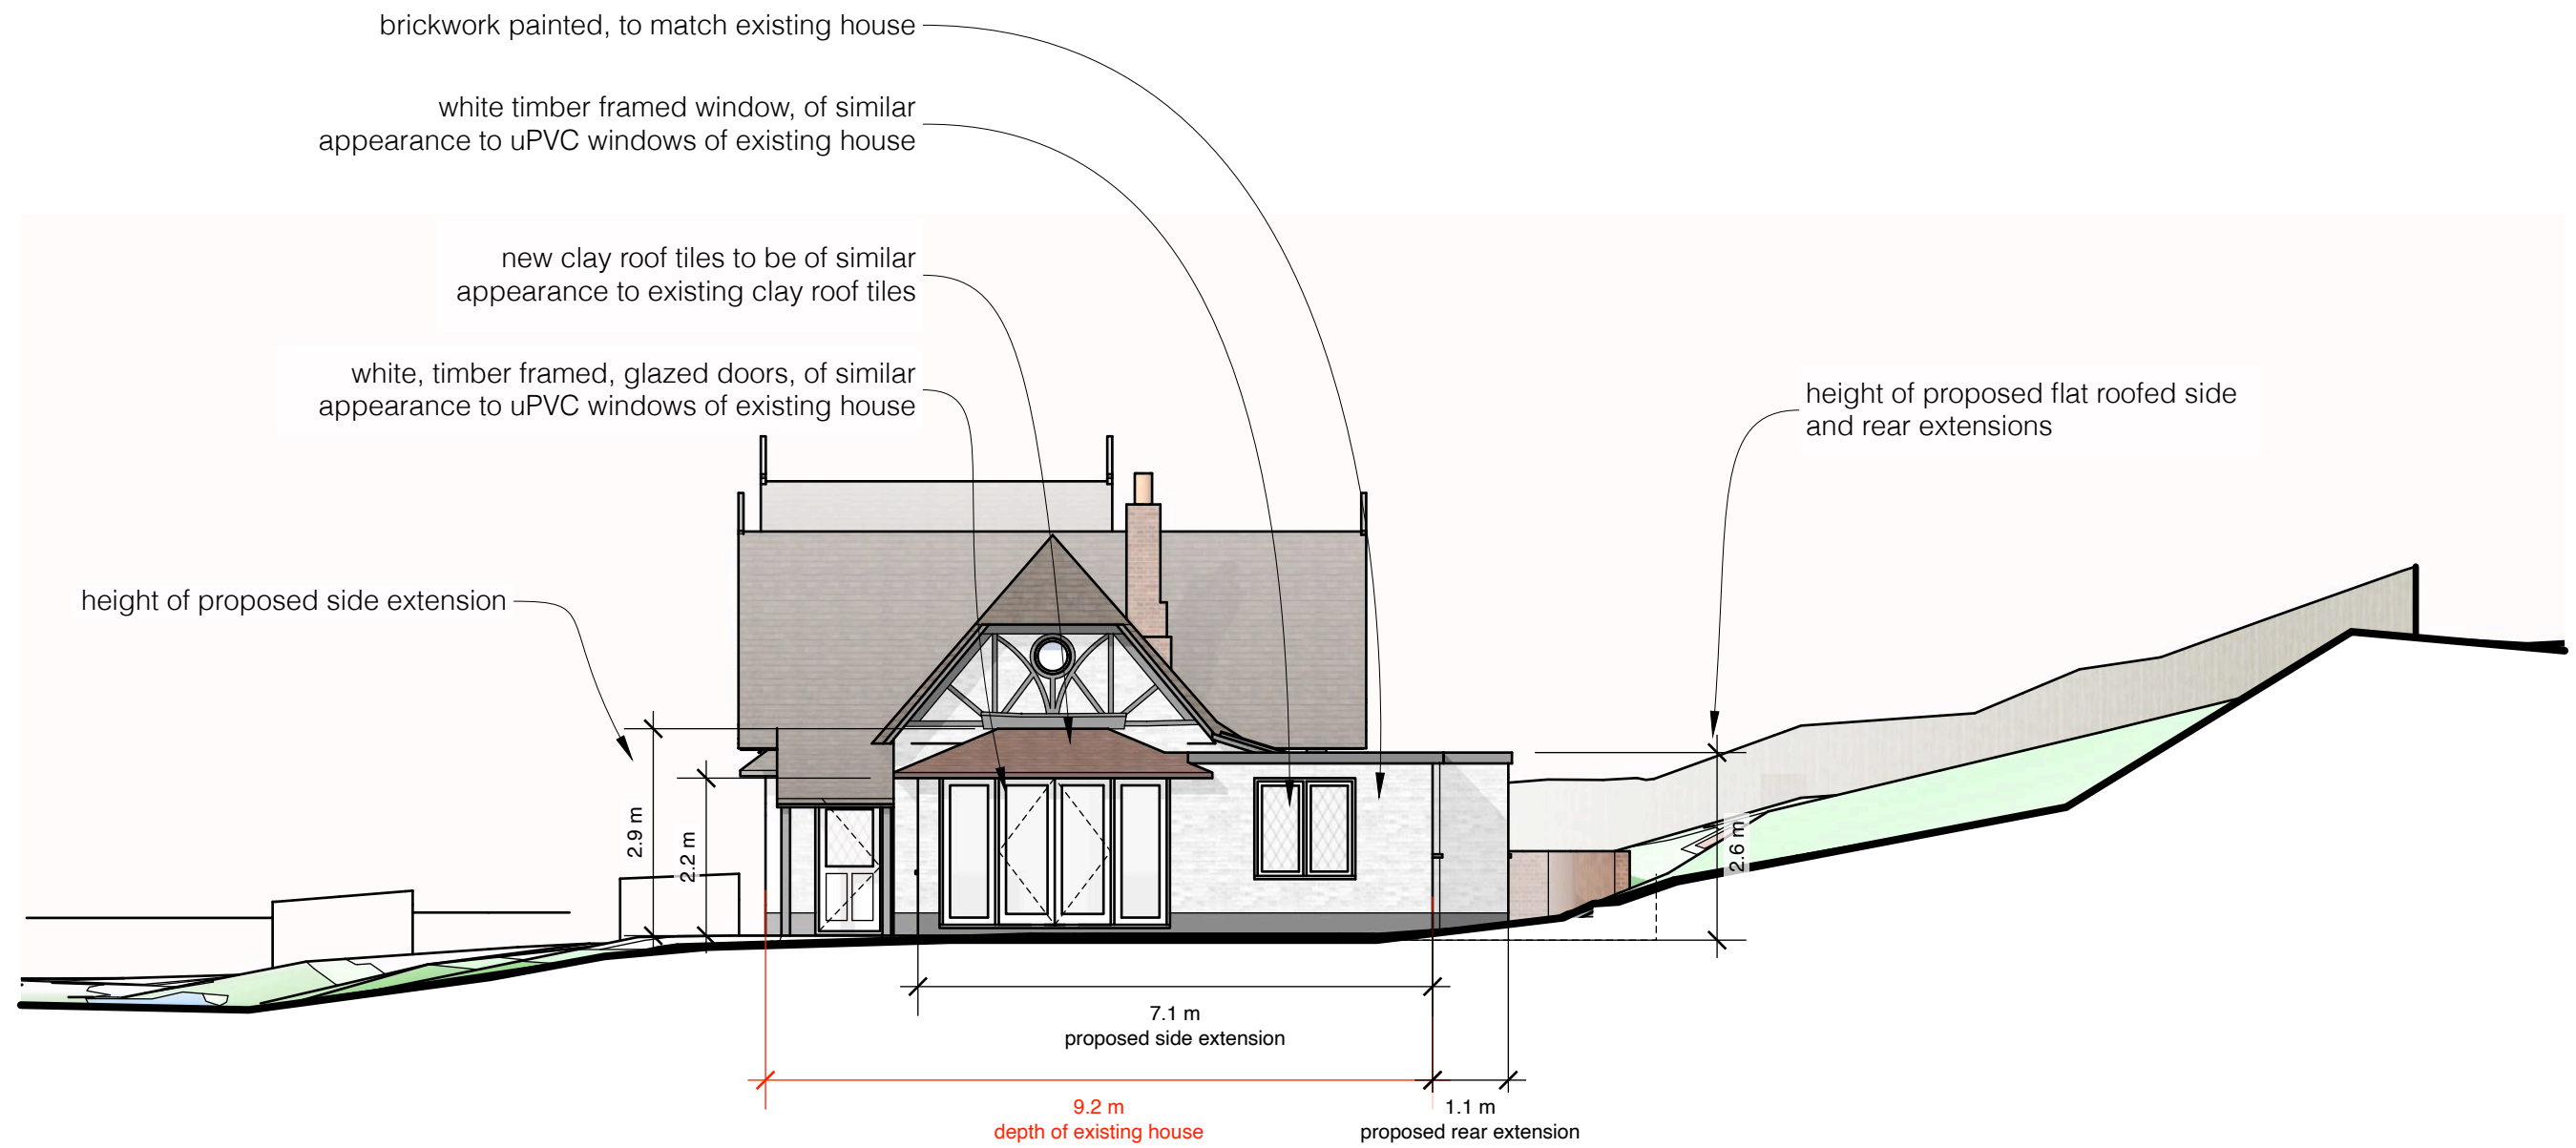 brickwork painted, to match existing house
white timber framed window, of similar
appearance to uPVC windows of existing house
new clay roof tiles to be of similar
appearance to existing clay roof tiles
white, timber framed, glazed doors, of similar
appearance to uPVC windows of existing house
height of proposed flat roofed side
and rear extensions
height of proposed side extension
2.9 m
2.2 m
2.6 m
7.1 m
proposed side extension
9.2 m
depth of existing house
1.1 m
proposed rear extension